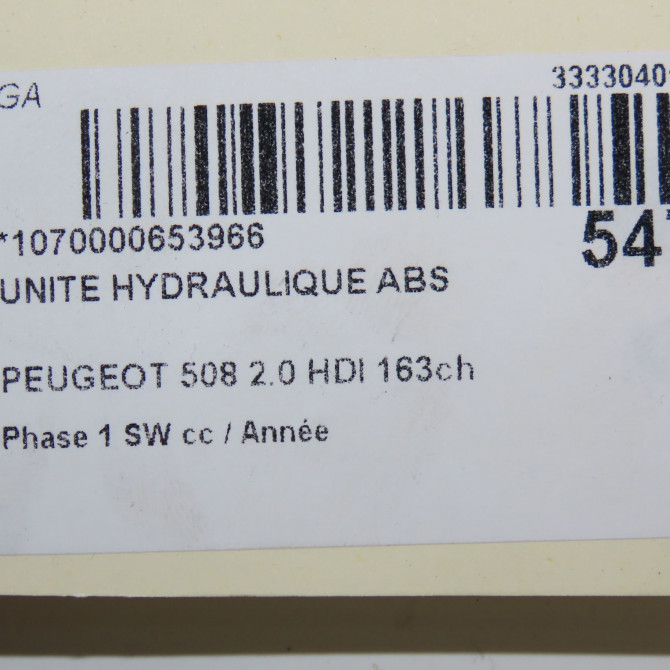 GA
3333040
*1070000653966
54
UNITE HYDRAULIQUE ABS
PEUGEOT 508 2.0 HDI 163ch
Phase 1 SW cc / Année